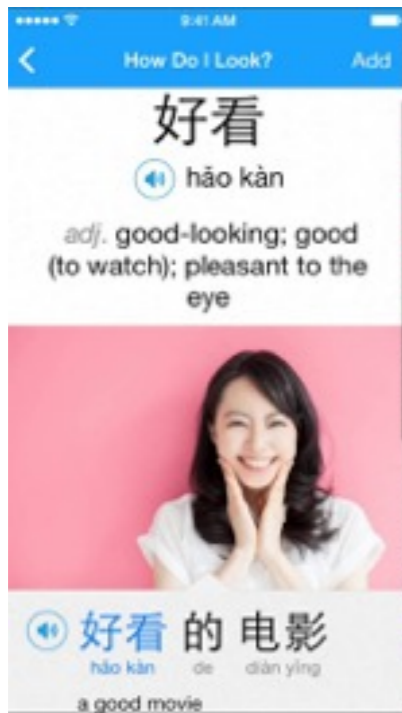 9:41 AM
How Do I Look? Add
好看
hǎo kàn
adj. good-looking; good
(to watch); pleasant to the
eye
好看 的 电影
hǎo kàn de diàn yǐng
a good movie